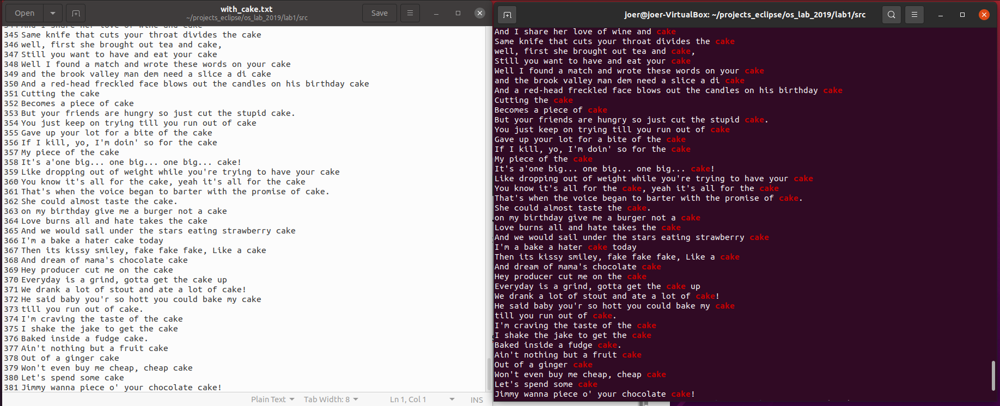 Open
with_cake.txt
~/projects_eclipse/os_lab_2019/lab1/src
Save
344 And I share her love of wine and cake
345 Same knife that cuts your throat divides the cake
346 well, first she brought out tea and cake,
347 Still you want to have and eat your cake
348 Well I found a match and wrote these words on your cake
349 and the brook valley man dem need a slice a di cake
350 And a red-head freckled face blows out the candles on his birthday cake
351 Cutting the cake
352 Becomes a piece of cake
353 But your friends are hungry so just cut the stupid cake.
354 You just keep on trying till you run out of cake
355 Gave up your lot for a bite of the cake
356 If I kill, yo, I'm doin' so for the cake
357 My piece of the cake
358 It's a'one big... one big... one big... cake!
359 Like dropping out of weight while you're trying to have your cake
360 You know it's all for the cake, yeah it's all for the cake
361 That's when the voice began to barter with the promise of cake.
362 She could almost taste the cake.
363 on my birthday give me a burger not a cake
364 Love burns all and hate takes the cake
365 And we would sail under the stars eating strawberry cake
366 I'm a bake a hater cake today
367 Then its kissy smiley, fake fake fake, Like a cake
368 And dream of mama's chocolate cake
369 Hey producer cut me on the cake
370 Everyday is a grind, gotta get the cake up
371 We drank a lot of stout and ate a lot of cake!
372 He said baby you'r so hott you could bake my cake
373 till you run out of cake.
374 I'm craving the taste of the cake
375 I shake the jake to get the cake
376 Baked inside a fudge cake.
377 Ain't nothing but a fruit cake
378 Out of a ginger cake
379 Won't even buy me cheap, cheap cake
380 Let's spend some cake
381 Jimmy wanna piece o' your chocolate cake!
Plain Text Tab Width: 8 Ln 1, Col 1 INS
joer@joer-VirtualBox: ~/projects_eclipse/os_lab_2019/lab1/src
And I share her love of wine and cake
Same knife that cuts your throat divides the cake
well, first she brought out tea and cake,
Still you want to have and eat your cake
Well I found a match and wrote these words on your cake
and the brook valley man dem need a slice a di cake
And a red-head freckled face blows out the candles on his birthday cake
Cutting the cake
Becomes a piece of cake
But your friends are hungry so just cut the stupid cake.
You just keep on trying till you run out of cake
Gave up your lot for a bite of the cake
If I kill, yo, I'm doin' so for the cake
My piece of the cake
It's a'one big... one big... one big... cake!
Like dropping out of weight while you're trying to have your cake
You know it's all for the cake, yeah it's all for the cake
That's when the voice began to barter with the promise of cake.
She could almost taste the cake.
on my birthday give me a burger not a cake
Love burns all and hate takes the cake
And we would sail under the stars eating strawberry cake
I'm a bake a hater cake today
Then its kissy smiley, fake fake fake, Like a cake
And dream of mama's chocolate cake
Hey producer cut me on the cake
Everyday is a grind, gotta get the cake up
We drank a lot of stout and ate a lot of cake!
He said baby you'r so hott you could bake my cake
till you run out of cake.
I'm craving the taste of the cake
I shake the jake to get the cake
Baked inside a fudge cake.
Ain't nothing but a fruit cake
Out of a ginger cake
Won't even buy me cheap, cheap cake
Let's spend some cake
Jimmy wanna piece o' your chocolate cake!